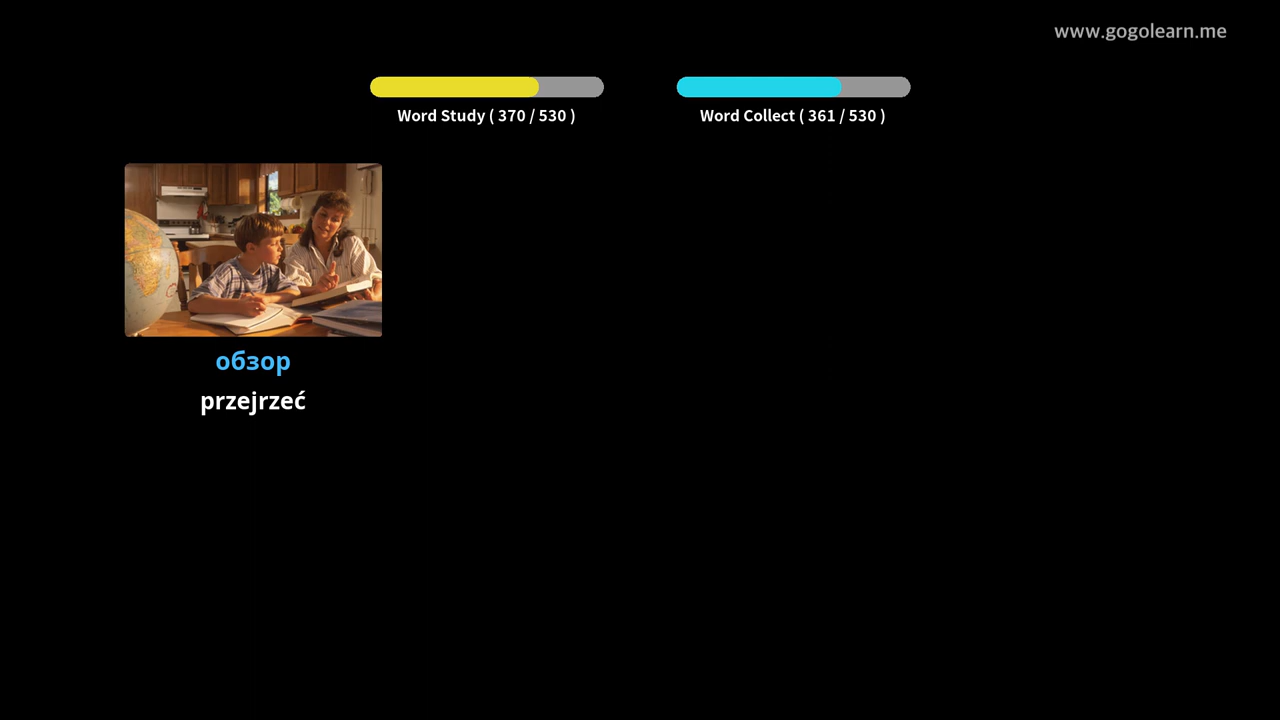 www.gogolearn.me
Word Study ( 370 / 530 )
Word Collect ( 361 / 530 )
обзор
przejrzeć